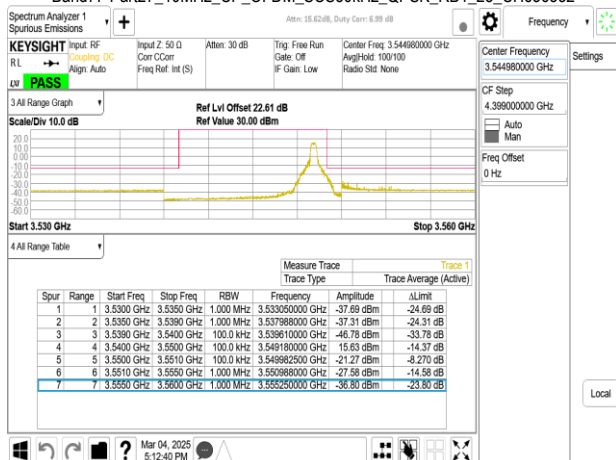 Spectrum Analyzer 1
Spurious Emissions
Attn: 15.62dB, Duty Corr: 6.99 dB
Frequency
KEYSIGHT
Input: RF
Coupling: DC
Align: Auto
Input Z: 50 Ω
Corr CCorr
Freq Ref: Int (S)
Atten: 30 dB
Trig: Free Run
Gate: Off
IF Gain: Low
Center Freq: 3.544980000 GHz
Avg|Hold: 100/100
Radio Std: None
RL
LXI
PASS
Center Frequency
3.544980000 GHz
Settings
CF Step
4.399000000 GHz
Auto
Man
Freq Offset
0 Hz
3 All Range Graph
Scale/Div 10.0 dB
Ref Lvl Offset 22.61 dB
Ref Value 30.00 dBm
20.0
10.0
0.00
-10.0
-20.0
-30.0
-40.0
-50.0
-60.0
Start 3.530 GHz
Stop 3.560 GHz
4 All Range Table
Measure Trace Trace 1
Trace Type Trace Average (Active)
Spur Range Start Freq Stop Freq RBW Frequency Amplitude ΔLimit
1 1 3.5300 GHz 3.5350 GHz 1.000 MHz 3.533050000 GHz -37.69 dBm -24.69 dB
2 2 3.5350 GHz 3.5390 GHz 1.000 MHz 3.537988000 GHz -37.31 dBm -24.31 dB
3 3 3.5390 GHz 3.5400 GHz 100.0 kHz 3.539610000 GHz -46.78 dBm -33.78 dB
4 4 3.5400 GHz 3.5500 GHz 100.0 kHz 3.549180000 GHz 15.63 dBm -14.37 dB
5 5 3.5500 GHz 3.5510 GHz 100.0 kHz 3.549982500 GHz -21.27 dBm -8.270 dB
6 6 3.5510 GHz 3.5550 GHz 1.000 MHz 3.550988000 GHz -27.58 dBm -14.58 dB
7 7 3.5550 GHz 3.5600 GHz 1.000 MHz 3.555250000 GHz -36.80 dBm -23.80 dB
Local
Mar 04, 2025
5:12:40 PM